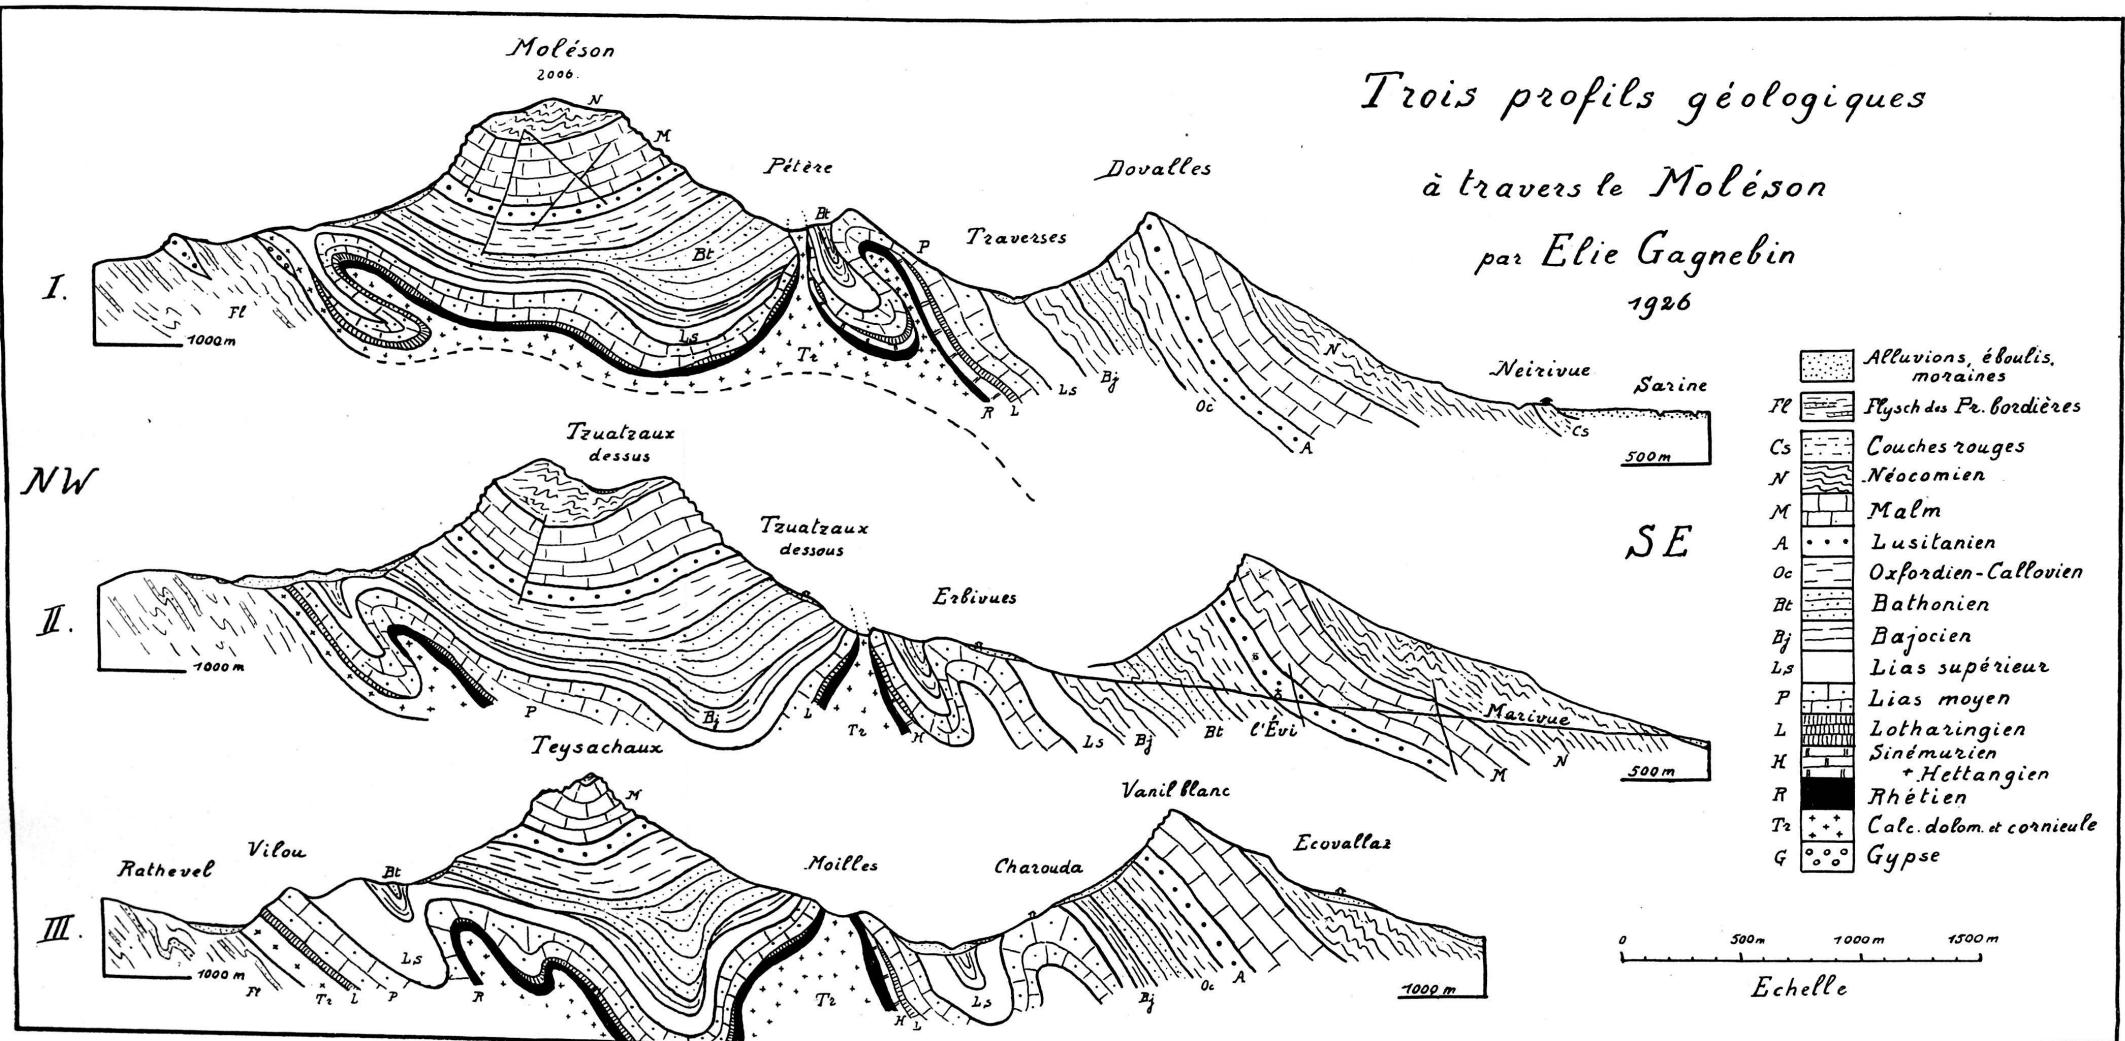 Trois profils géologiques
à travers le Moléson
par Elie Gagnebin
1926
NW
SE
I.
Moléson
2006.
N
M
Pétère
Bt
P
Traverses
Dovalles
Bt
Fl
1000m
Ls
Tr
R
L
Ls
Bj
Oc
A
N
Neirivue
Sarine
Cs
500m
II.
Tzuatzaux
dessus
Tzuatzaux
dessous
Erbivues
1000 m
P
Bj
L
Tr
H
Ls
Bj
Bt
l'Évi
Marivue
M
N
500m
III.
Rathevel
Vilou
Bt
Teysachaux
M
Moilles
Charouda
Vanil blanc
Ecovallaz
1000 m
Fl
Tr
L
P
Ls
R
Tr
H
L
Ls
Bj
Oc
A
1000 m
Alluvions, éboulis,
moraines
Fl Flysch des Pr. bordières
Cs Couches rouges
N Néocomien
M Malm
A Lusitanien
Oc Oxfordien-Callovien
Bt Bathonien
Bj Bajocien
Ls Lias supérieur
P Lias moyen
L Lotharingien
H Sinémurien
+ Hettangien
R Rhétien
Tr Calc. dolom. et cornieule
G Gypse
0 500m 1000m 1500m
Echelle